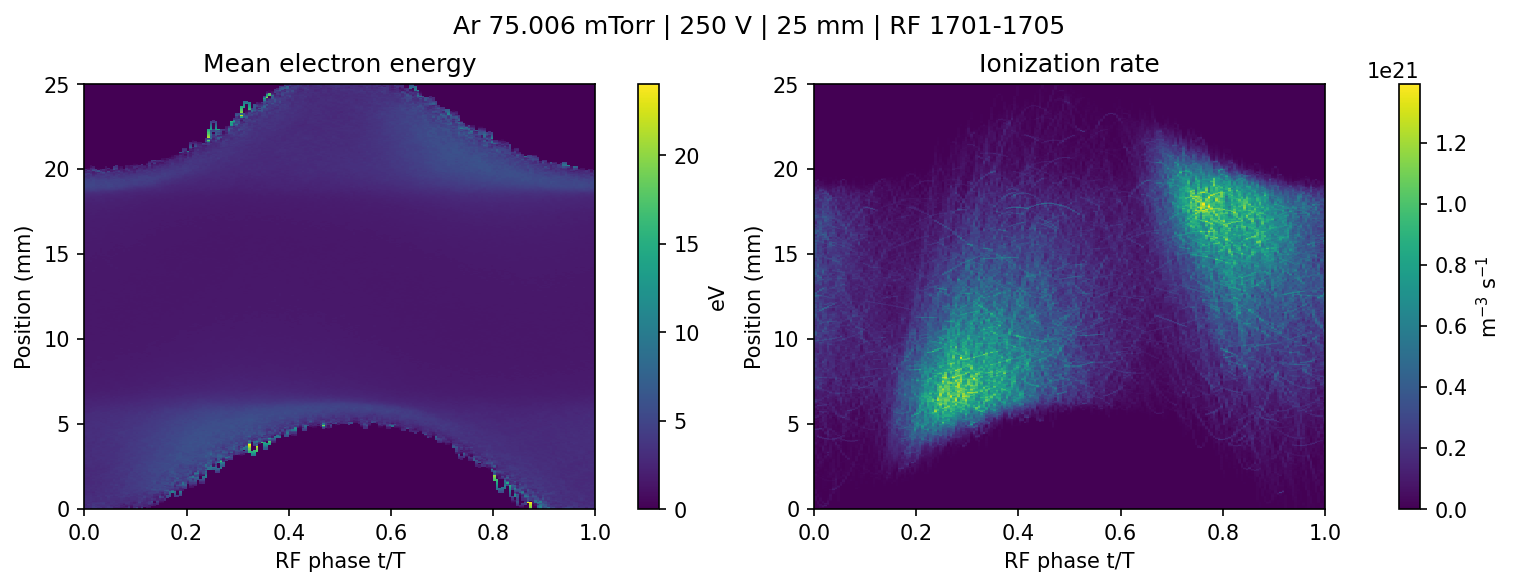 Ar 75.006 mTorr | 250 V | 25 mm | RF 1701-1705
Mean electron energy
25
20
15
10
5
0
Position (mm)
0.0 0.2 0.4 0.6 0.8 1.0
RF phase t/T
20
15
10
5
0
eV
Ionization rate
25
20
15
10
5
0
Position (mm)
0.0 0.2 0.4 0.6 0.8 1.0
RF phase t/T
1e21
1.2
1.0
0.8
0.6
0.4
0.2
0.0
m⁻³ s⁻¹